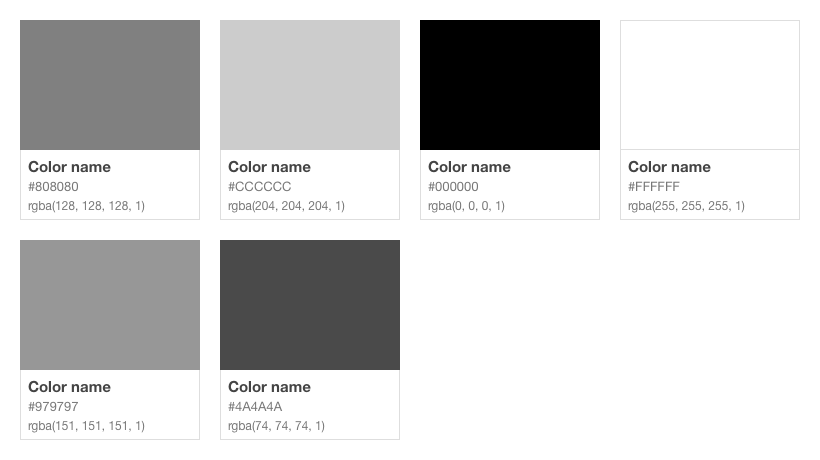 Color name
#808080
rgba(128, 128, 128, 1)
Color name
#CCCCCC
rgba(204, 204, 204, 1)
Color name
#000000
rgba(0, 0, 0, 1)
Color name
#FFFFFF
rgba(255, 255, 255, 1)
Color name
#979797
rgba(151, 151, 151, 1)
Color name
#4A4A4A
rgba(74, 74, 74, 1)